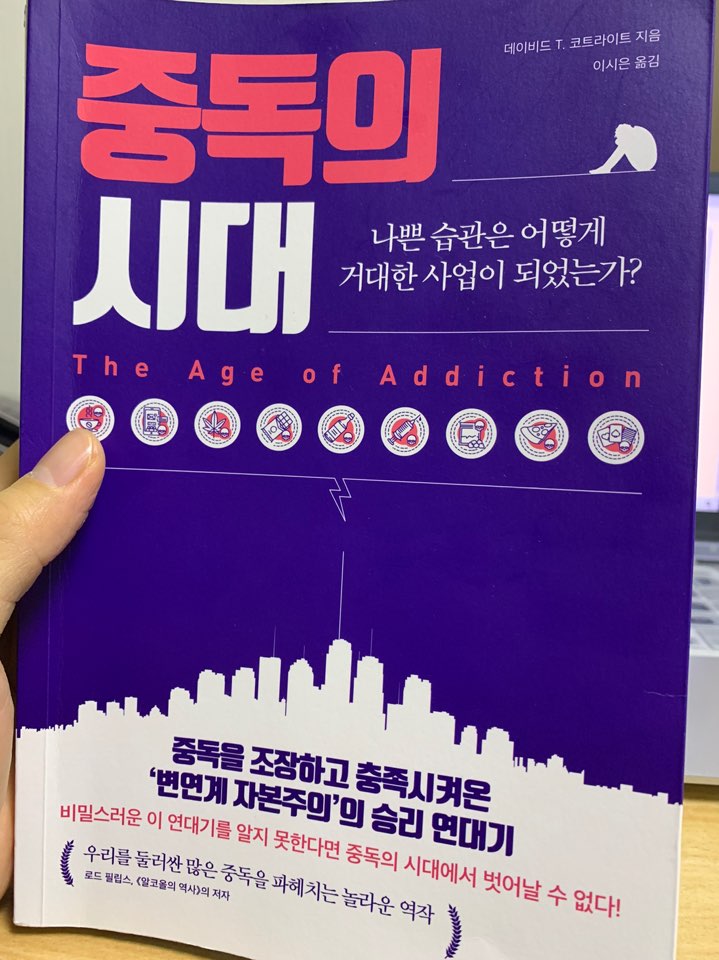 데이비드 T. 코트라이트 지음
이시은 옮김
중독의
시대
나쁜 습관은 어떻게
거대한 사업이 되었는가?
The Age of Addiction
중독을 조장하고 충족시켜온
‘변연계 자본주의’의 승리 연대기
비밀스러운 이 연대기를 알지 못한다면 중독의 시대에서 벗어날 수 없다!
우리를 둘러싼 많은 중독을 파헤치는 놀라운 역작
로드 필립스, 《알코올의 역사》의 저자